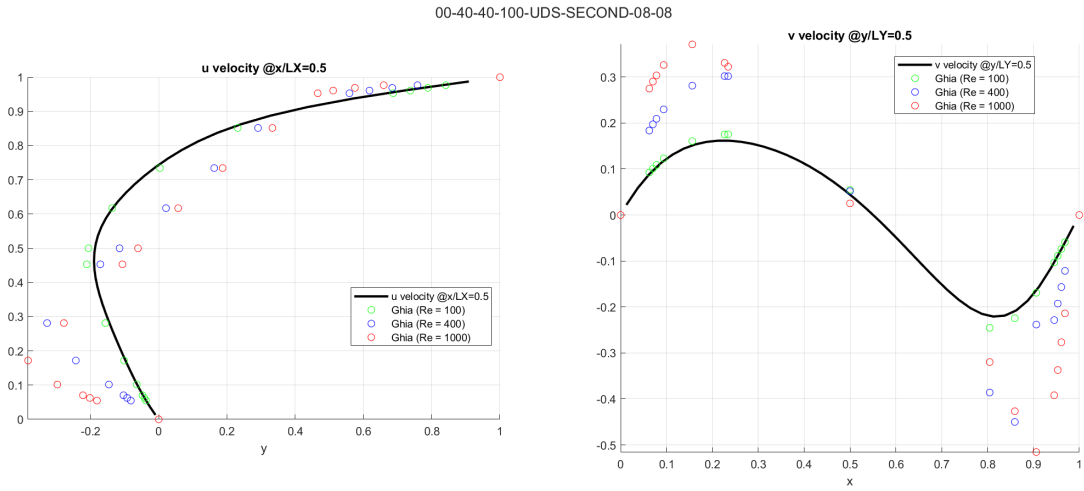 00-40-40-100-UDS-SECOND-08-08
u velocity @x/LX=0.5
1
0.9
0.8
0.7
0.6
0.5
0.4
0.3
0.2
0.1
0
-0.2
0
0.2
0.4
0.6
0.8
1
y
u velocity @x/LX=0.5
Ghia (Re = 100)
Ghia (Re = 400)
Ghia (Re = 1000)
v velocity @y/LY=0.5
0.3
0.2
0.1
0
-0.1
-0.2
-0.3
-0.4
-0.5
0
0.1
0.2
0.3
0.4
0.5
0.6
0.7
0.8
0.9
1
x
v velocity @y/LY=0.5
Ghia (Re = 100)
Ghia (Re = 400)
Ghia (Re = 1000)